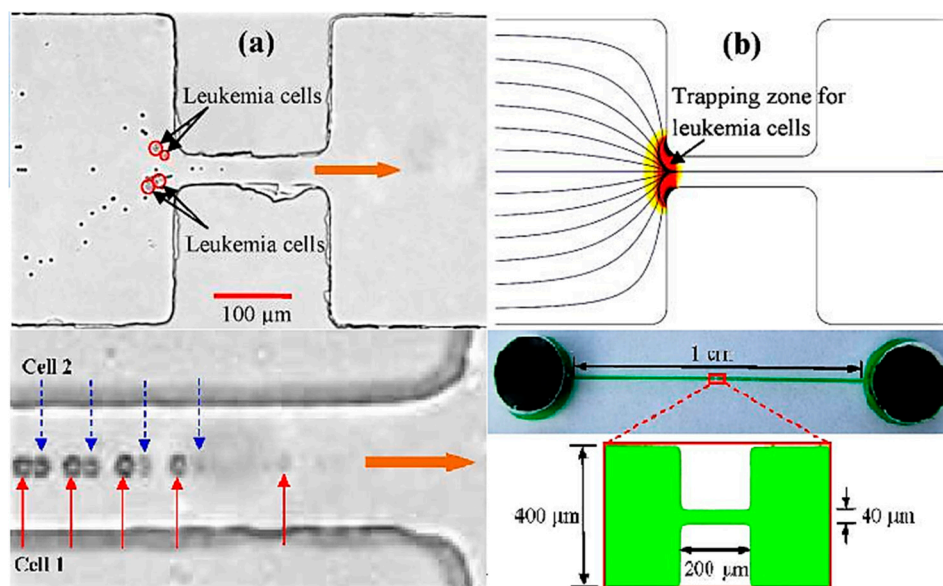 (a)
Leukemia cells
Leukemia cells
100 µm
(b)
Trapping zone for
leukemia cells
Cell 2
Cell 1
1 cm
400 µm
40 µm
200 µm